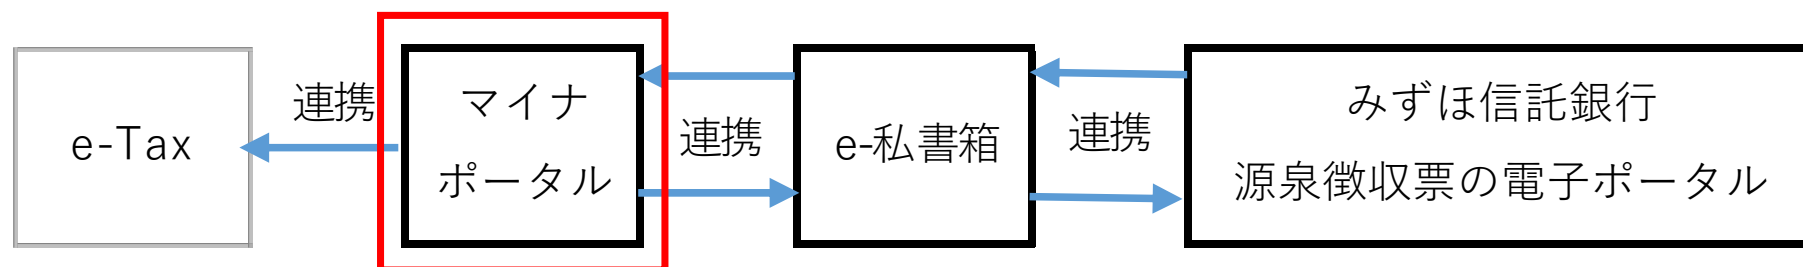 e-Tax
連携
マイナ
ポータル
連携
e-私書箱
連携
みずほ信託銀行
源泉徴収票の電子ポータル